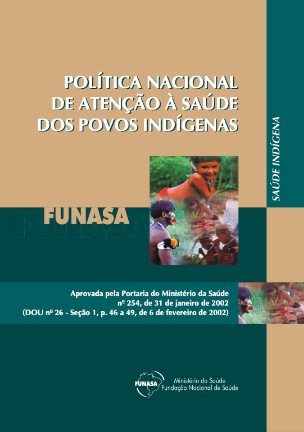 POLÍTICA NACIONAL
DE ATENÇÃO À SAÚDE
DOS POVOS INDÍGENAS
SAÚDE INDÍGENA
FUNASA
Aprovada pela Portaria do Ministério da Saúde
nº 254, de 31 de janeiro de 2002
(DOU nº 26 - Seção 1, p. 46 a 49, de 6 de fevereiro de 2002)
FUNASA
Ministério da Saúde
Fundação Nacional de Saúde